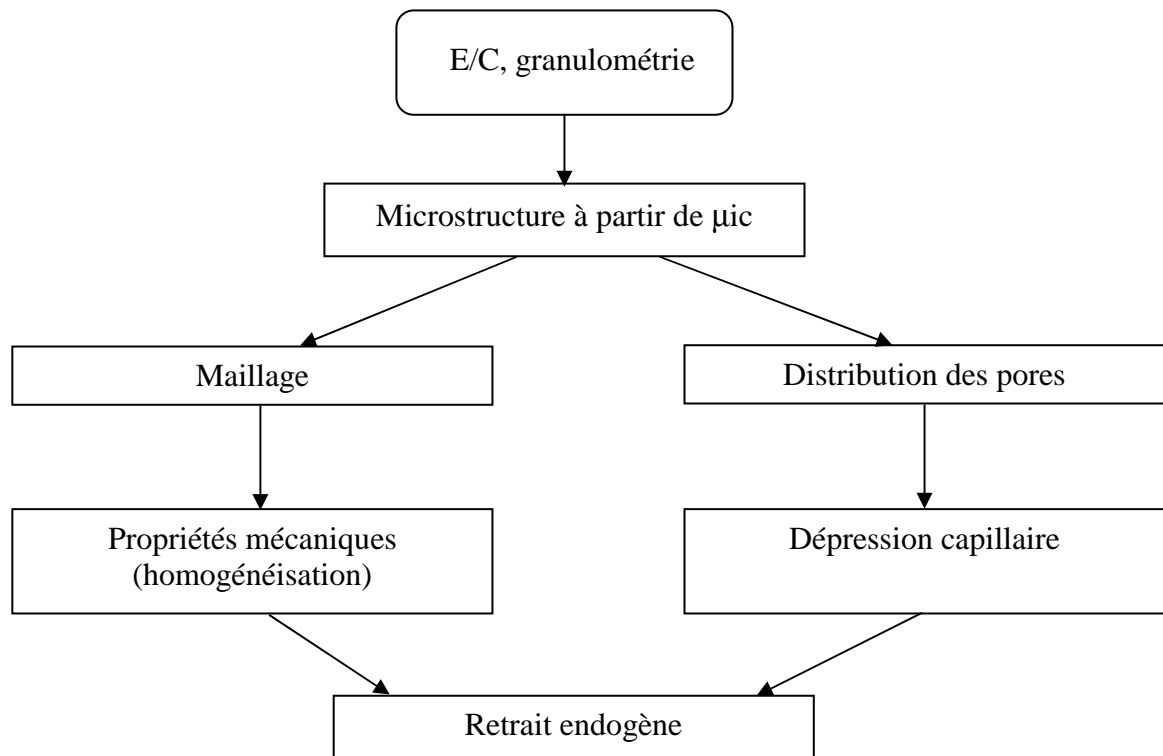 E/C, granulométrie
Microstructure à partir de µic
Maillage
Distribution des pores
Propriétés mécaniques
(homogénéisation)
Dépression capillaire
Retrait endogène